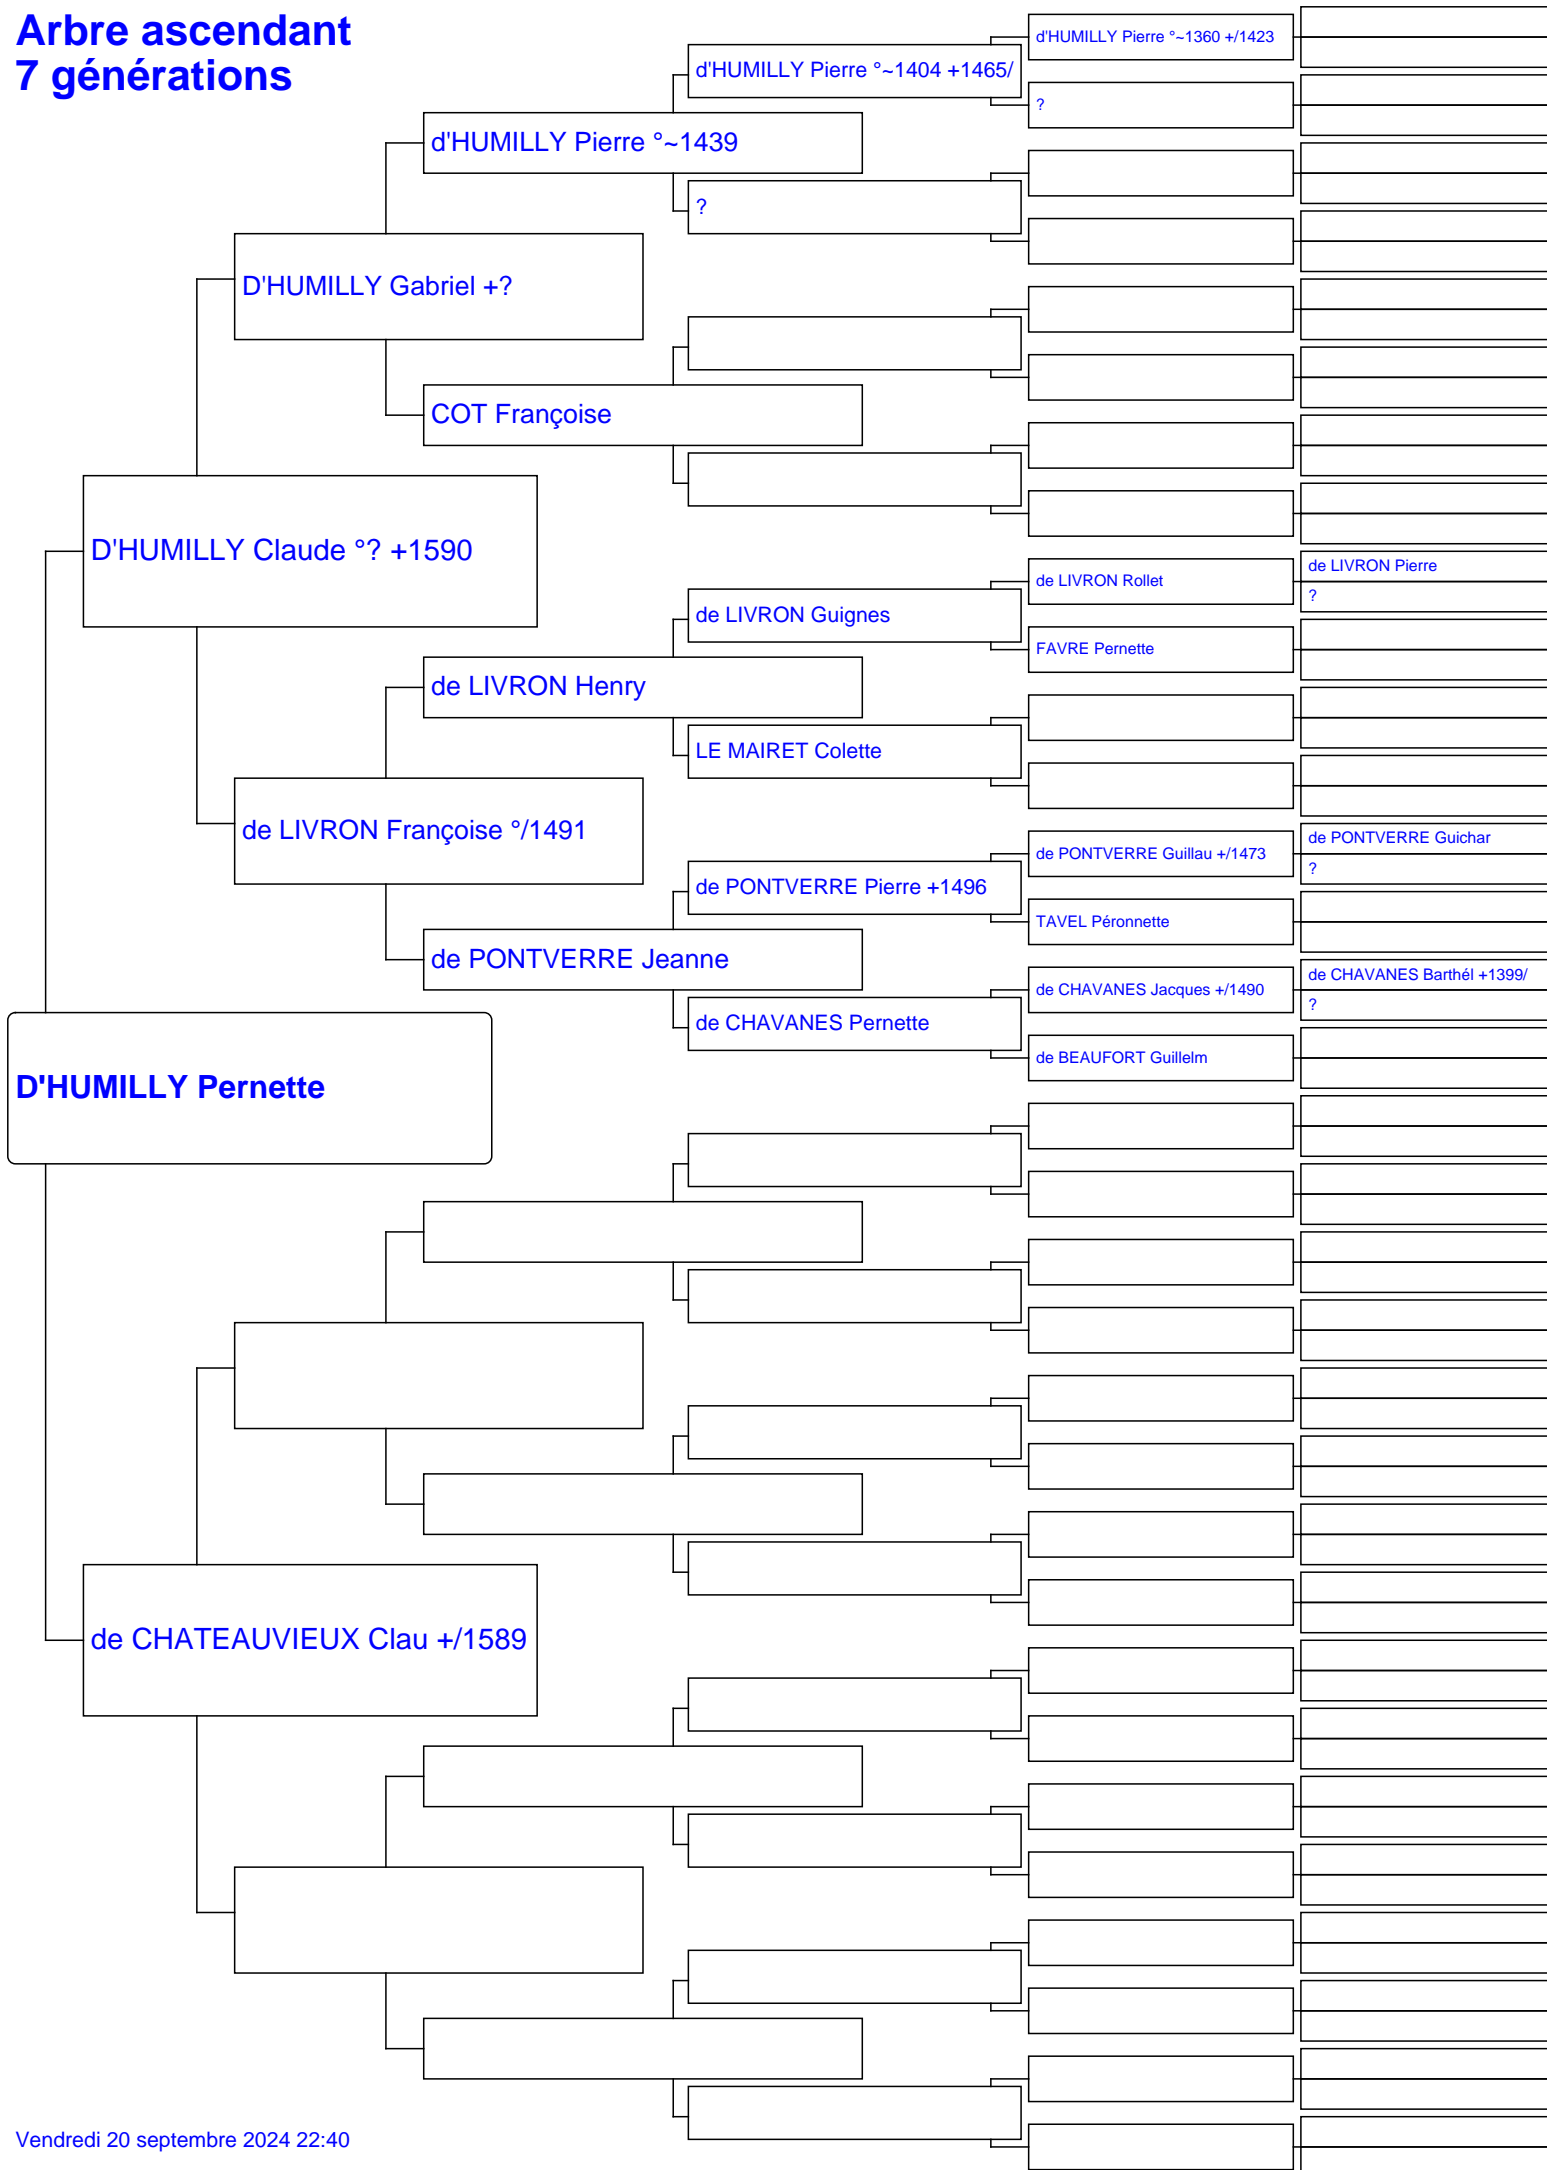 Arbre ascendant
7 générations
d'HUMILLY Pierre °~1360 +/1423
d'HUMILLY Pierre °~1404 +1465/
?
d'HUMILLY Pierre °~1439
?
D'HUMILLY Gabriel +?
COT Françoise
D'HUMILLY Claude °? +1590
de LIVRON Pierre
de LIVRON Rollet
?
de LIVRON Guignes
FAVRE Pernette
de LIVRON Henry
LE MAIRET Colette
de LIVRON Françoise °/1491
de PONTVERRE Guichar
de PONTVERRE Guillau +/1473
?
de PONTVERRE Pierre +1496
TAVEL Péronnette
de PONTVERRE Jeanne
de CHAVANES Barthél +1399/
de CHAVANES Jacques +/1490
?
de CHAVANES Pernette
de BEAUFORT Guillelm
D'HUMILLY Pernette
de CHATEAUVIEUX Clau +/1589
Vendredi 20 septembre 2024 22:40